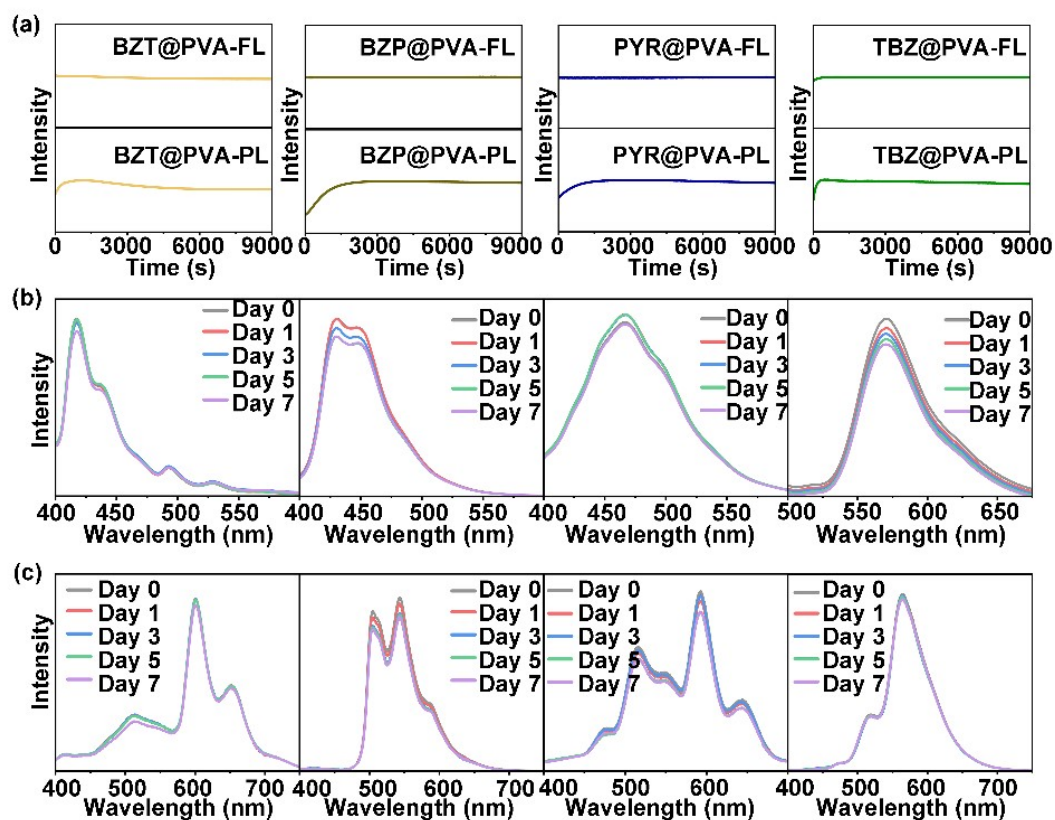 (a)
BZT@PVA-FL
BZP@PVA-FL
PYR@PVA-FL
TBZ@PVA-FL
Intensity
Intensity
Intensity
Intensity
BZT@PVA-PL
BZP@PVA-PL
PYR@PVA-PL
TBZ@PVA-PL
0 3000 6000 9000
0 3000 6000 9000
0 3000 6000 9000
0 3000 6000 9000
Time (s)
Time (s)
Time (s)
Time (s)
(b)
Intensity
Day 0
Day 1
Day 3
Day 5
Day 7
Day 0
Day 1
Day 3
Day 5
Day 7
Day 0
Day 1
Day 3
Day 5
Day 7
Day 0
Day 1
Day 3
Day 5
Day 7
400 450 500 550
400 450 500 550
400 450 500 550
500 550 600 650
Wavelength (nm)
Wavelength (nm)
Wavelength (nm)
Wavelength (nm)
(c)
Intensity
Day 0
Day 1
Day 3
Day 5
Day 7
Day 0
Day 1
Day 3
Day 5
Day 7
Day 0
Day 1
Day 3
Day 5
Day 7
Day 0
Day 1
Day 3
Day 5
Day 7
400 500 600 700
400 500 600 700
400 500 600
400 500 600 700
Wavelength (nm)
Wavelength (nm)
Wavelength (nm)
Wavelength (nm)